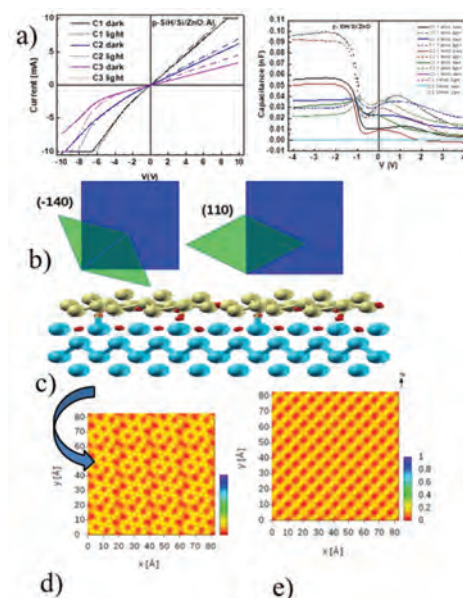 a)
C1 dark
C1 light
C2 dark
C2 light
C3 dark
C3 light
p-SiH/Si/ZnO:Al
10
5
0
-5
-10
Current (mA)
-10 -8 -6 -4 -2 0 2 4 6 8 10
V(V)
p- SiH/Si/ZnO
0.10
0.09
0.08
0.07
0.06
0.05
0.04
0.03
0.02
0.01
0.00
Capacitance (nF)
-4 -3 -2 -1 0 1 2 3 4
V (V)
(-140)
(110)
b)
c)
80
70
60
50
40
30
20
10
0
y [Å]
0 10 20 30 40 50 60 70 80
x [Å]
80
70
60
50
40
30
20
10
0
y [Å]
0 10 20 30 40 50 60 70 80
x [Å]
1
0.8
0.6
0.4
0.2
0
d)
e)